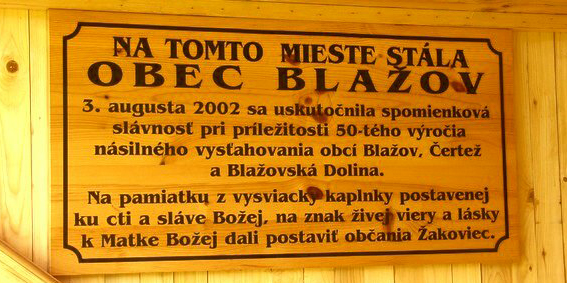 NA TOMTO MIESTE STÁLA
OBEC BLAŽOV
3. augusta 2002 sa uskutočnila spomienková
slávnosť pri príležitosti 50-tého výročia
násilného vysťahovania obcí Blažov, Čertež
a Blažovská Dolina.
Na pamiatku z vysviacky kaplnky postavenej
ku cti a sláve Božej, na znak živej viery a lásky
k Matke Božej dali postaviť občania Žakoviec.